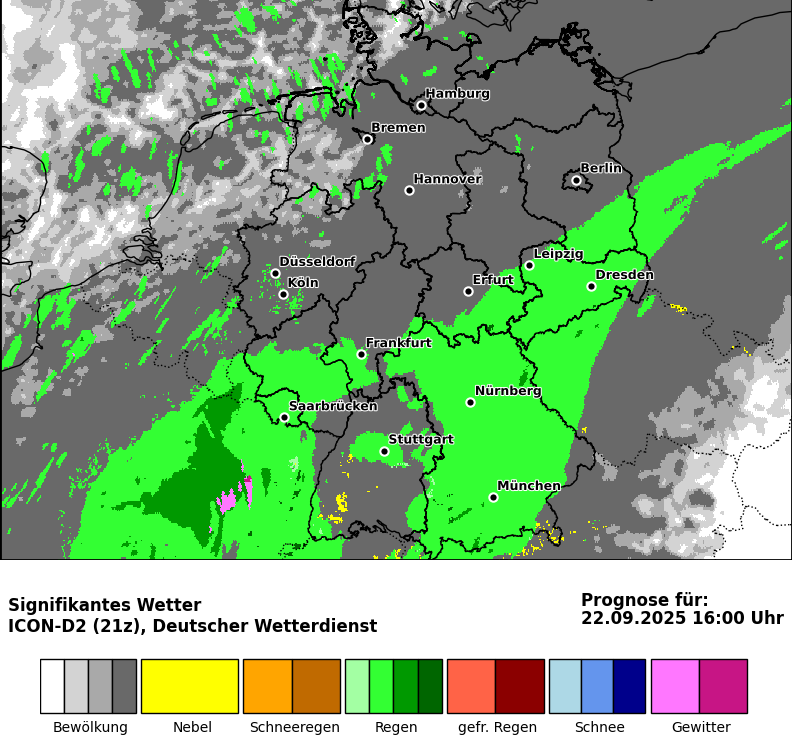 Hamburg
Bremen
Berlin
Hannover
Leipzig
Düsseldorf
Dresden
Köln
Erfurt
Frankfurt
Nürnberg
Saarbrücken
Stuttgart
München
Signifikantes Wetter
ICON-D2 (21z), Deutscher Wetterdienst
Prognose für:
22.09.2025 16:00 Uhr
Bewölkung Nebel Schneeregen Regen gefr. Regen Schnee Gewitter